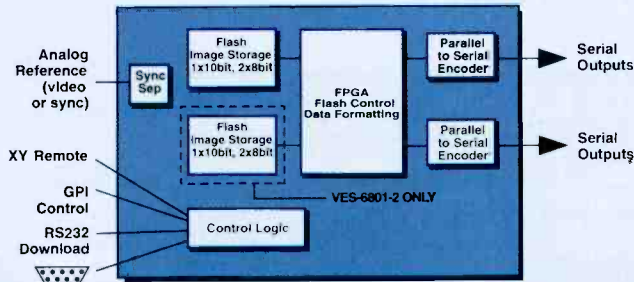 Analog
Reference
(video
or sync)
Sync
Sep
Flash
Image Storage
1x10bit, 2x8bit
Flash
Image Storage
1x10bit, 2x8bit
FPGA
Flash Control
Data Formatting
Parallel
to Serial
Encoder
Serial
Outputs
Parallel
to Serial
Encoder
Serial
Outputs
XY Remote
GPI
Control
RS232
Download
VES-6801-2 ONLY
Control Logic